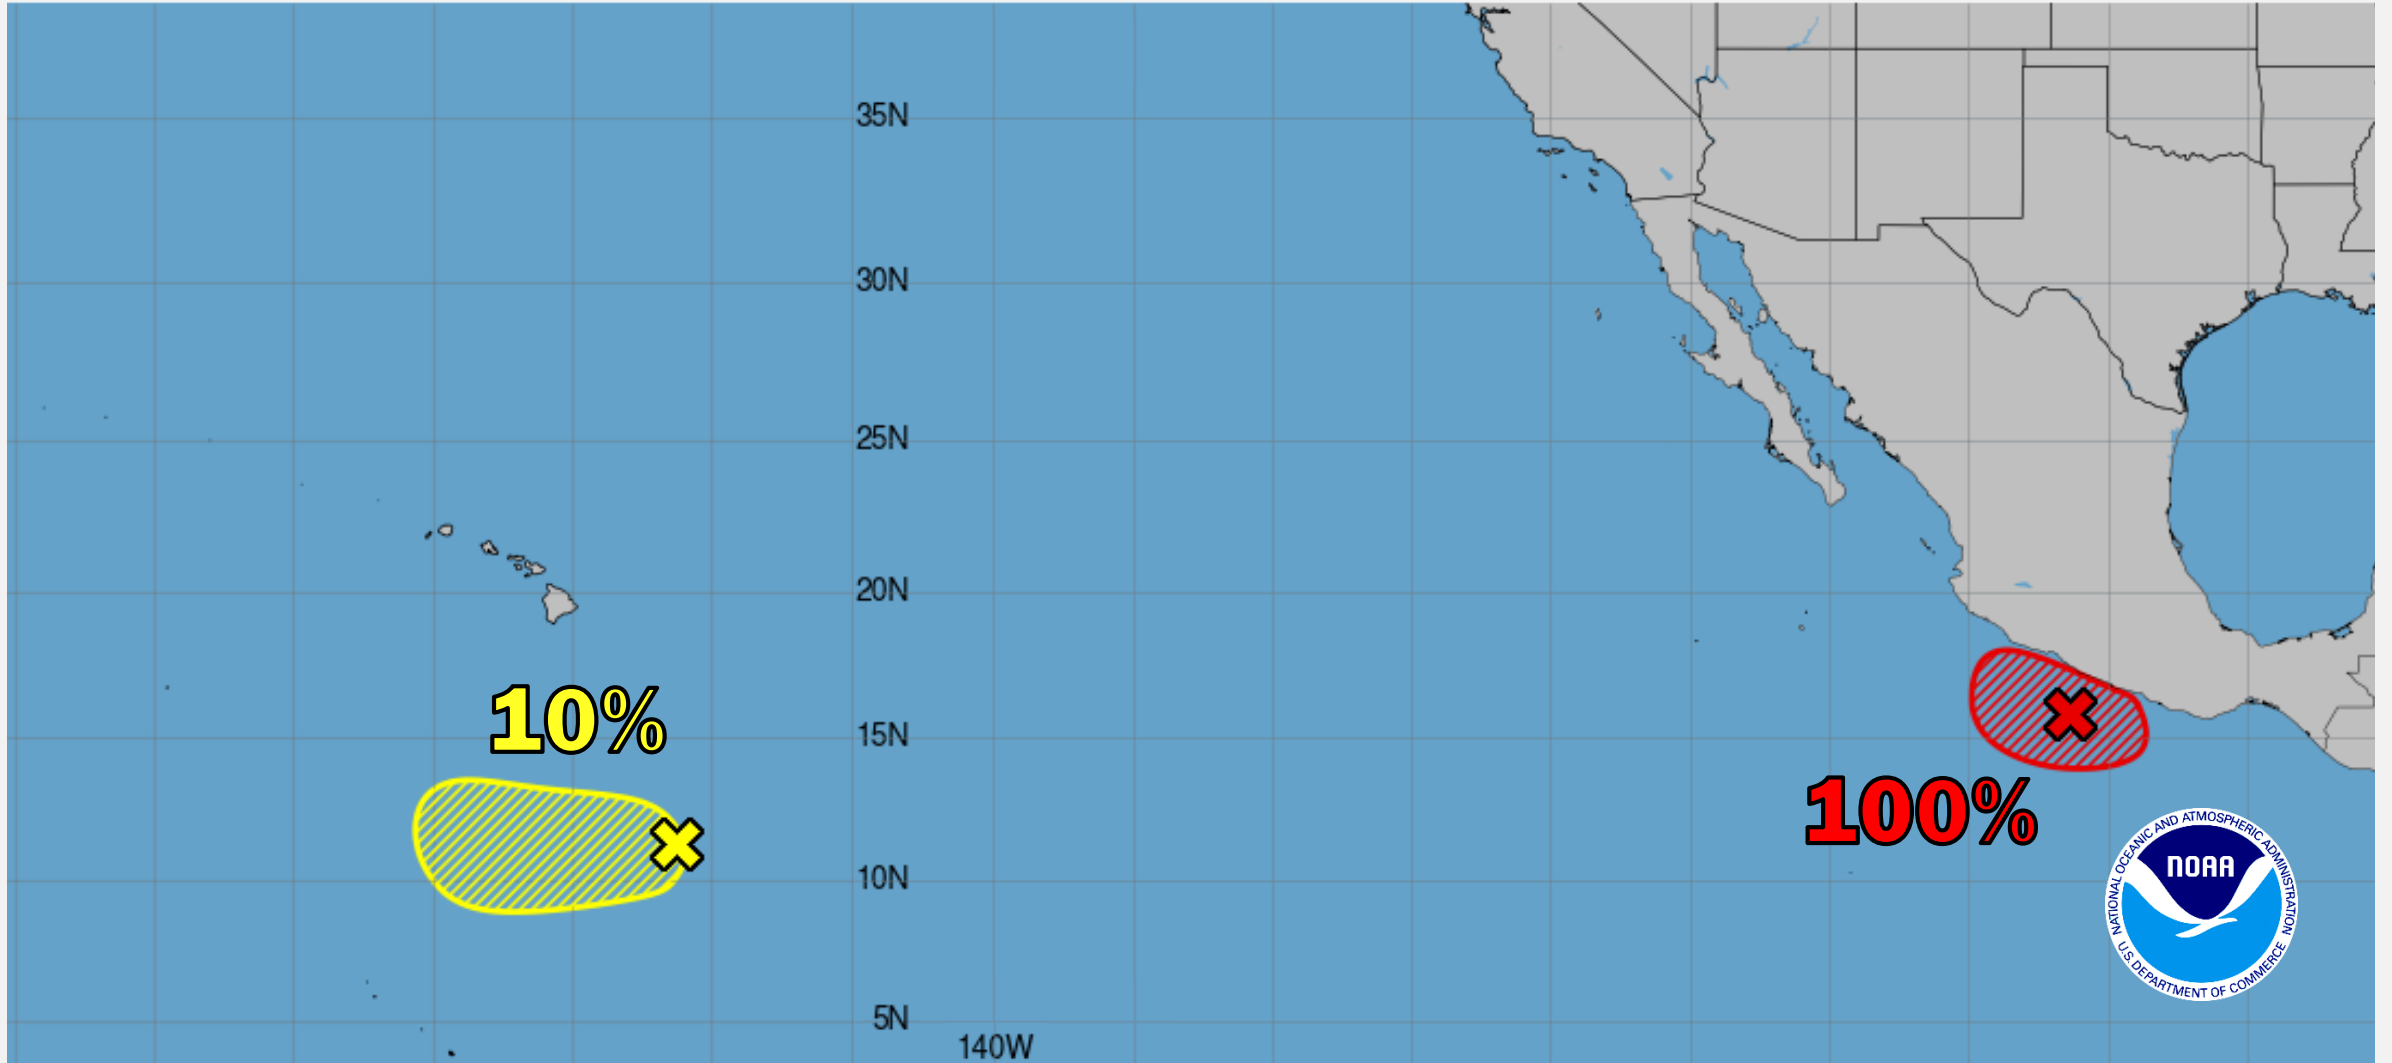 35N
30N
25N
20N
10%
15N
100%
10N
5N
140W
NATIONAL OCEANIC AND ATMOSPHERIC ADMINISTRATION
NOAA
U.S. DEPARTMENT OF COMMERCE